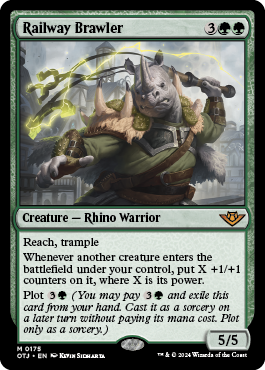 Railway Brawler 3GG
Creature — Rhino Warrior
Reach, trample
Whenever another creature enters the
battlefield under your control, put X +1/+1
counters on it, where X is its power.
Plot 3G (You may pay 3G and exile this
card from your hand. Cast it as a sorcery on
a later turn without paying its mana cost. Plot
only as a sorcery.)
5/5
M 0175
OTJ • EN Kevin Sidharta
™ & © 2024 Wizards of the Coast